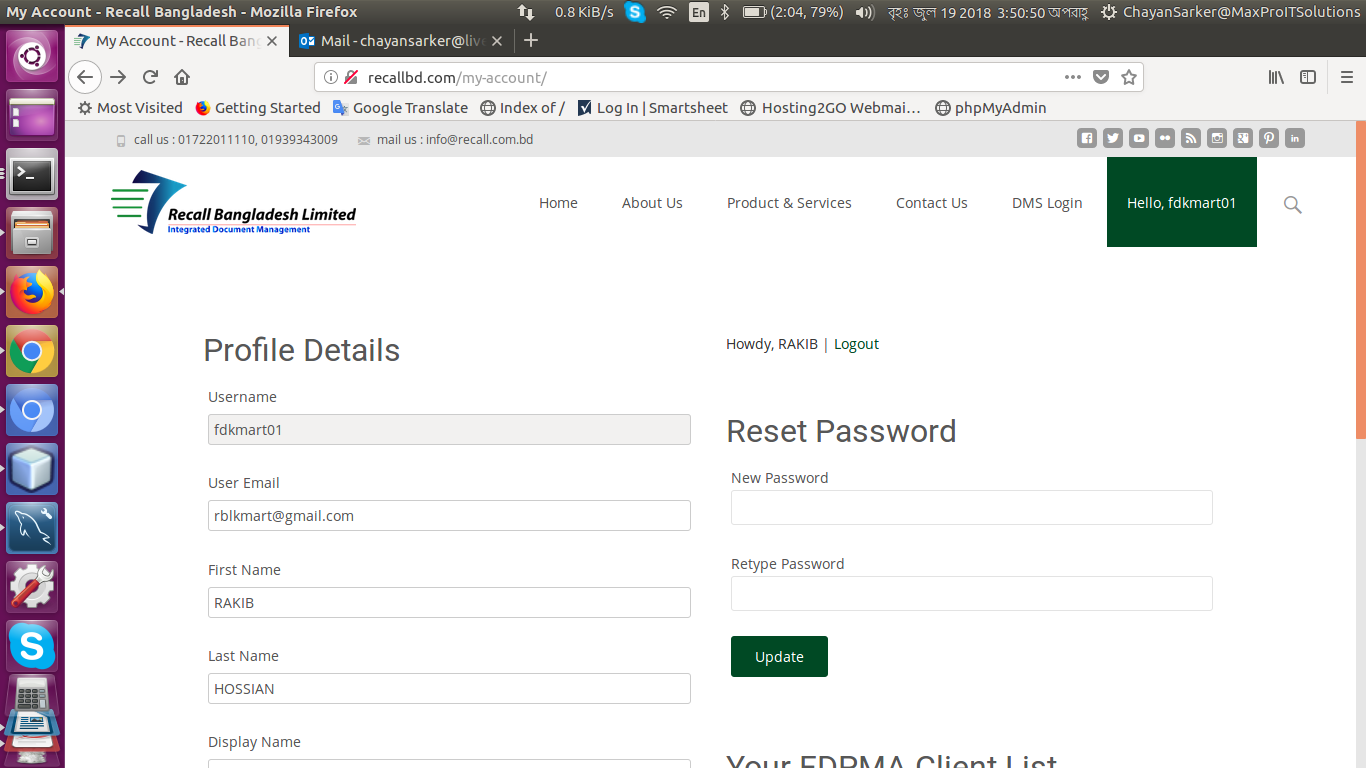 My Account - Recall Bangladesh - Mozilla Firefox 0.8 KiB/s En (2:04, 79%) বৃহঃ জুল 19 2018 3:50:50 অপরাহ্ণ ChayanSarker@MaxProITSolutions
My Account - Recall Bang Mail - chayansarker@live
recallbd.com/my-account/
Most Visited Getting Started Google Translate Index of / Log In | Smartsheet Hosting2GO Webmai… phpMyAdmin
call us : 01722011110, 01939343009 mail us : info@recall.com.bd
Recall Bangladesh Limited
Integrated Document Management
Home About Us Product & Services Contact Us DMS Login Hello, fdkmart01
Profile Details
Username
fdkmart01
User Email
rblkmart@gmail.com
First Name
RAKIB
Last Name
HOSSIAN
Display Name
Howdy, RAKIB | Logout
Reset Password
New Password
Retype Password
Update
Your EDRMA Client List